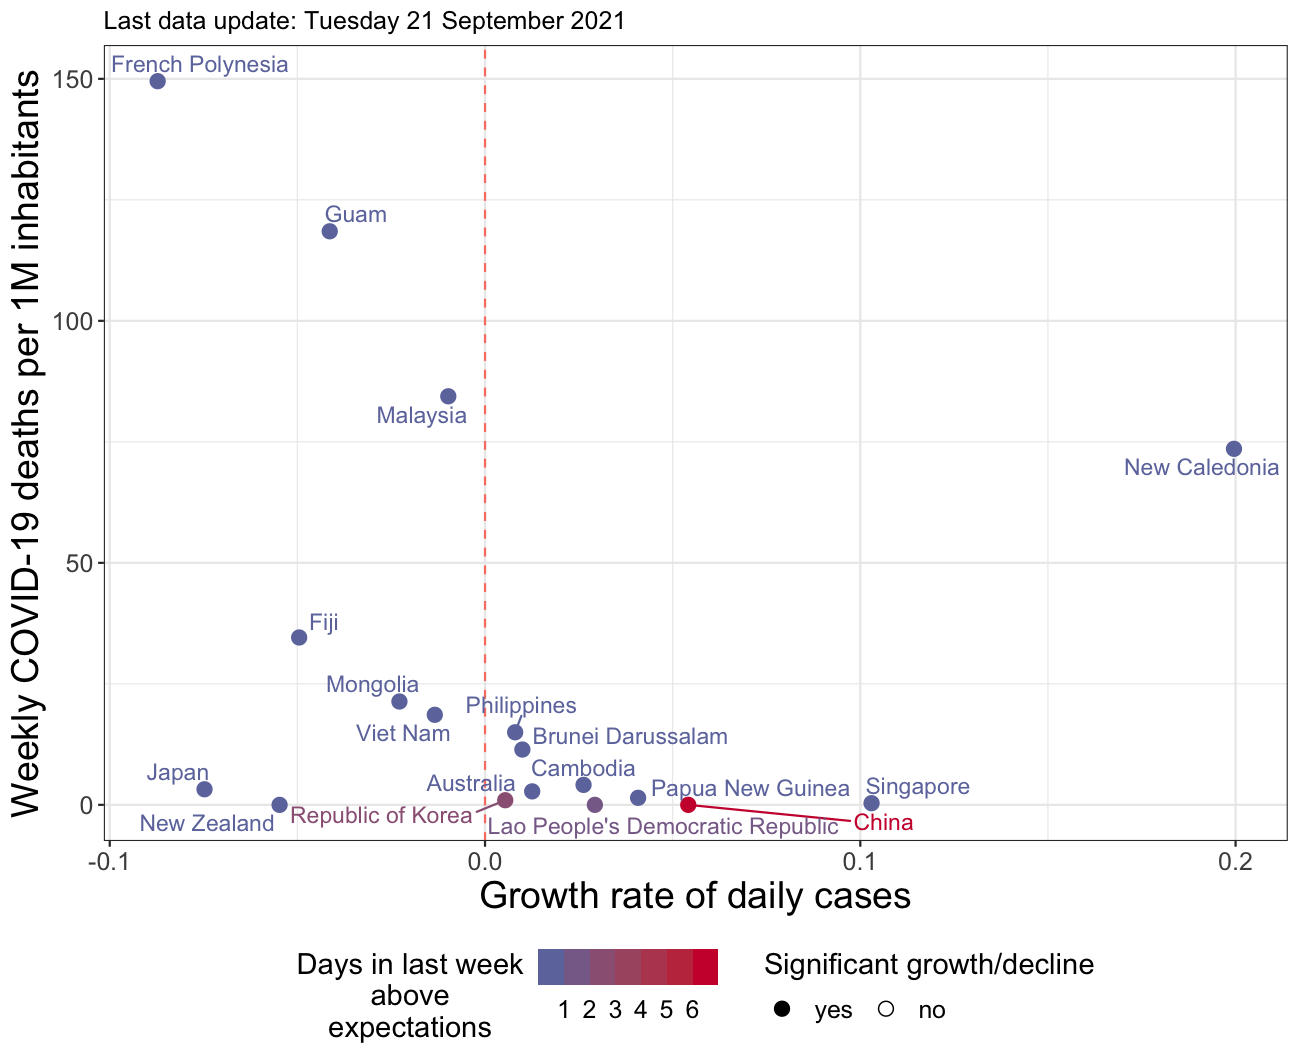 Last data update: Tuesday 21 September 2021
Weekly COVID-19 deaths per 1M inhabitants
150
100
50
0
French Polynesia
Guam
Malaysia
New Caledonia
Fiji
Mongolia
Philippines
Viet Nam
Brunei Darussalam
Japan
Cambodia
Australia
Papua New Guinea
Singapore
New Zealand
Republic of Korea
Lao People's Democratic Republic
China
-0.1
0.0
0.1
0.2
Growth rate of daily cases
Days in last week
above
expectations
1 2 3 4 5 6
Significant growth/decline
yes
no